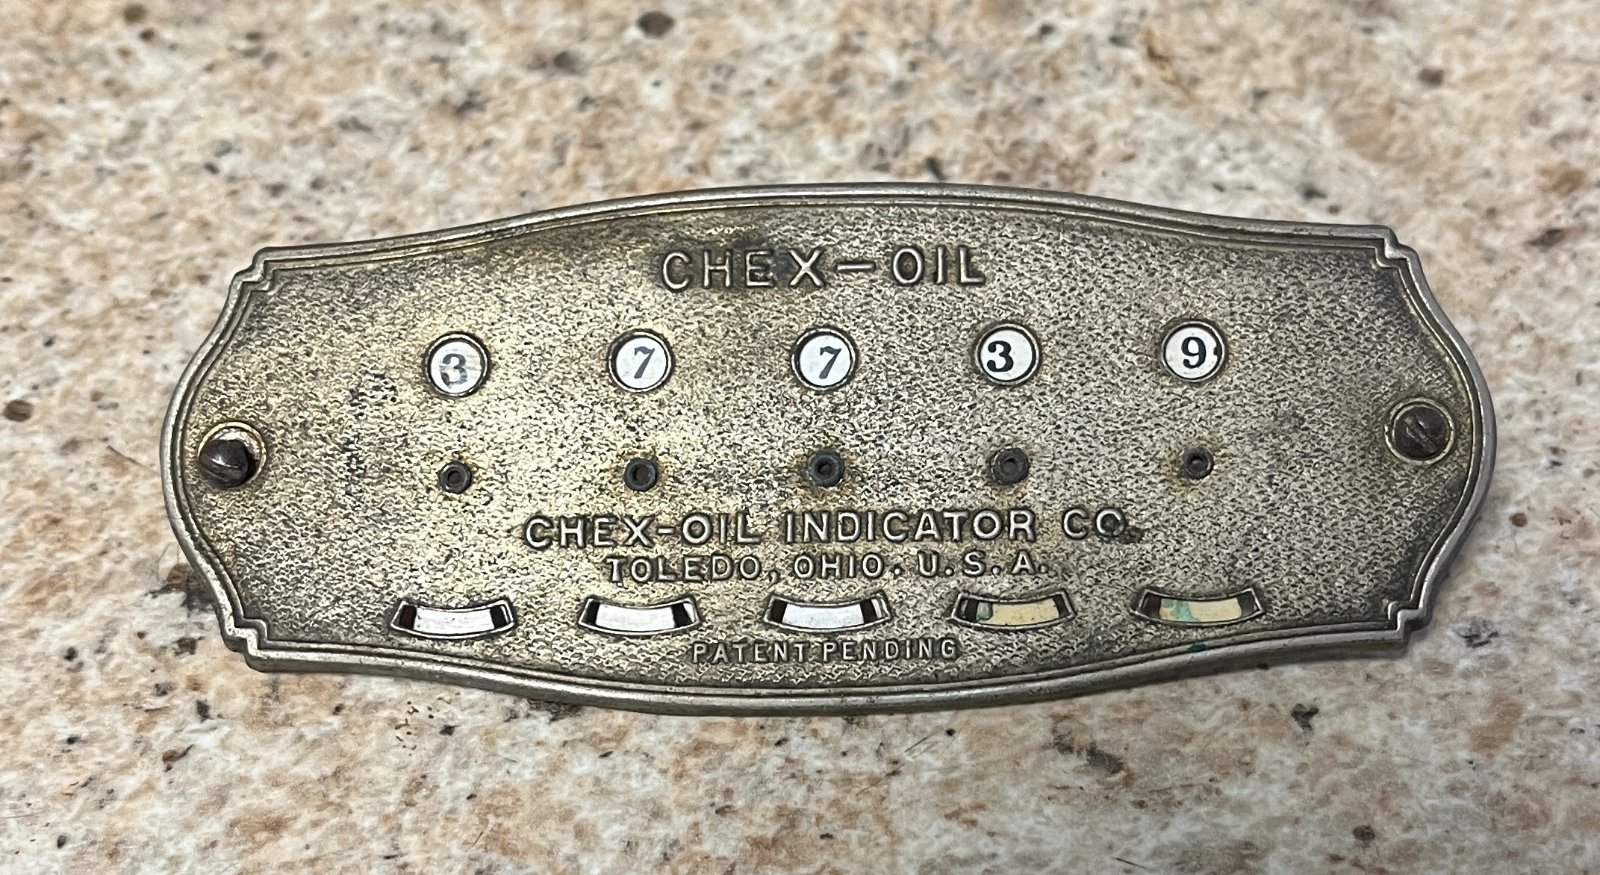 CHEX-OIL
3 7 7 3 9
CHEX-OIL INDICATOR CO.
TOLEDO, OHIO. U.S.A.
PATENT PENDING